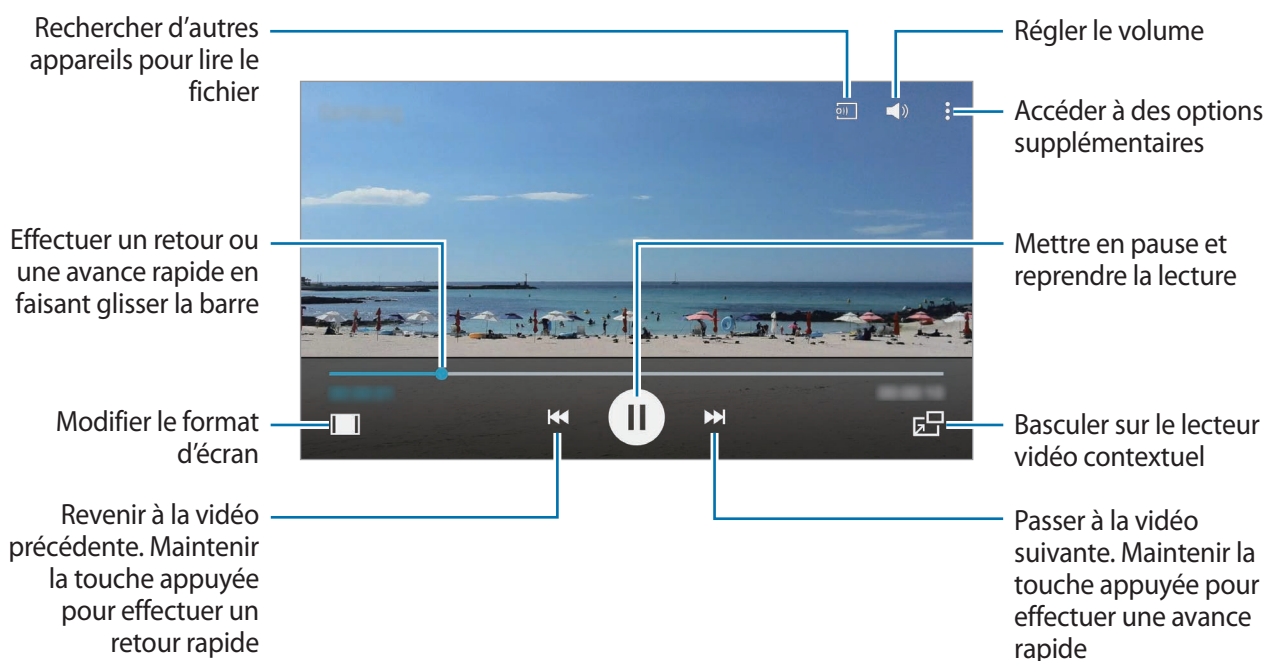 Rechercher d'autres
appareils pour lire le
fichier
Régler le volume
Accéder à des options
supplémentaires
Effectuer un retour ou
une avance rapide en
faisant glisser la barre
Mettre en pause et
reprendre la lecture
Modifier le format
d'écran
Basculer sur le lecteur
vidéo contextuel
Revenir à la vidéo
précédente. Maintenir
la touche appuyée
pour effectuer un
retour rapide
Passer à la vidéo
suivante. Maintenir la
touche appuyée pour
effectuer une avance
rapide